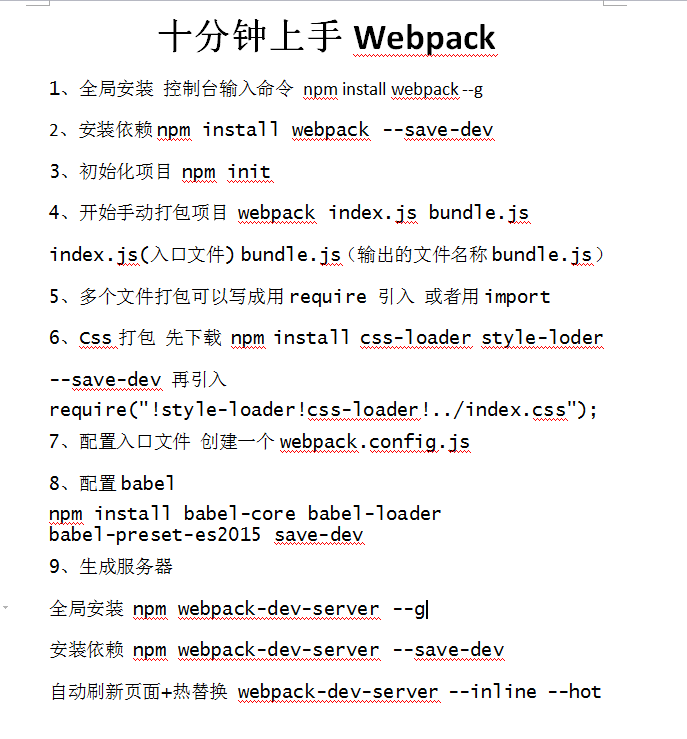 十分钟上手 Webpack
1、全局安装 控制台输入命令 npm install webpack --g
2、安装依赖 npm install webpack --save-dev
3、初始化项目 npm init
4、开始手动打包项目 webpack index.js bundle.js
index.js(入口文件) bundle.js（输出的文件名称 bundle.js）
5、多个文件打包可以写成用 require 引入 或者用 import
6、Css 打包 先下载 npm install css-loader style-loder
--save-dev 再引入
require("!style-loader!css-loader!../index.css");
7、配置入口文件 创建一个 webpack.config.js
8、配置 babel
npm install babel-core babel-loader
babel-preset-es2015 save-dev
9、生成服务器
全局安装 npm webpack-dev-server --g
安装依赖 npm webpack-dev-server --save-dev
自动刷新页面+热替换 webpack-dev-server --inline --hot